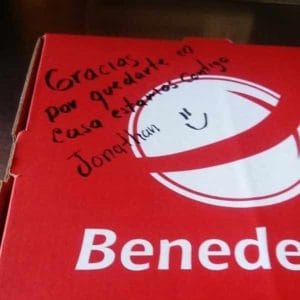 Gracias
por quedarte en
casa estamos contigo
Jonathan
Benede